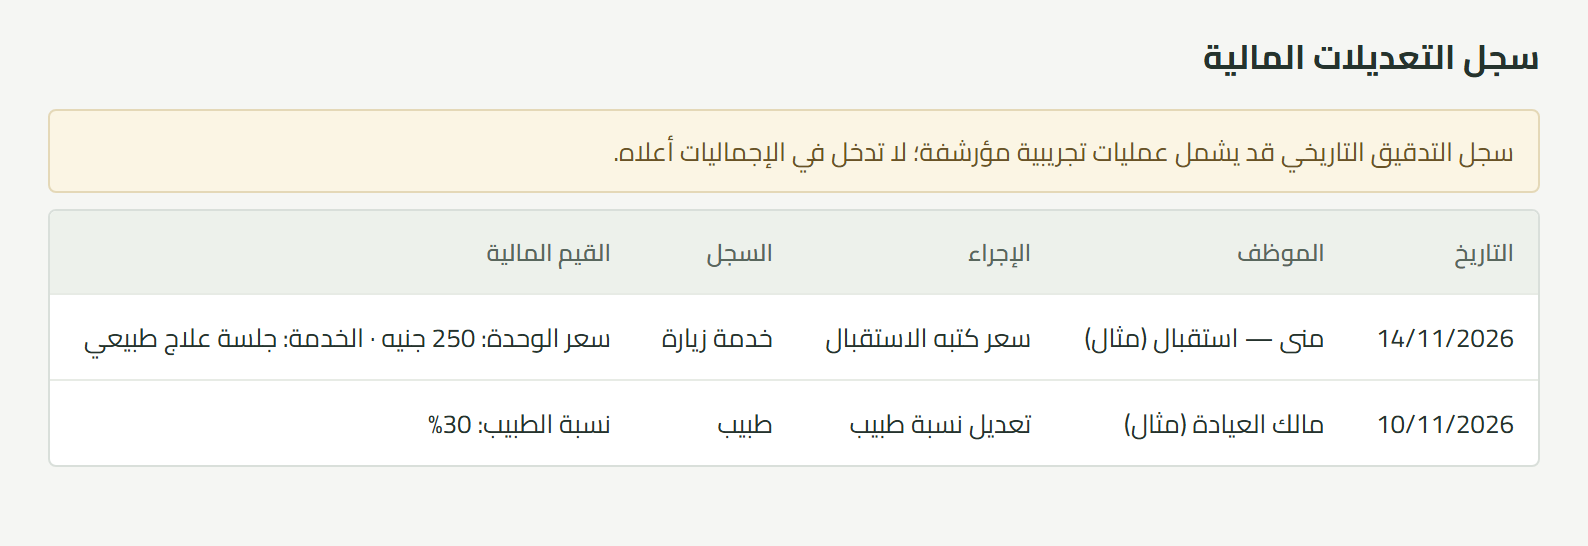 سجل التعديلات المالية
سجل التدقيق التاريخي قد يشمل عمليات تجريبية مؤرشفة؛ لا تدخل في الإجماليات أعلاه.
التاريخ الموظف الإجراء السجل القيم المالية
14/11/2026 منى — استقبال (مثال) سعر كتبه الاستقبال خدمة زيارة سعر الوحدة: 250 جنيه · الخدمة: جلسة علاج طبيعي
10/11/2026 مالك العيادة (مثال) تعديل نسبة طبيب طبيب نسبة الطبيب: 30%